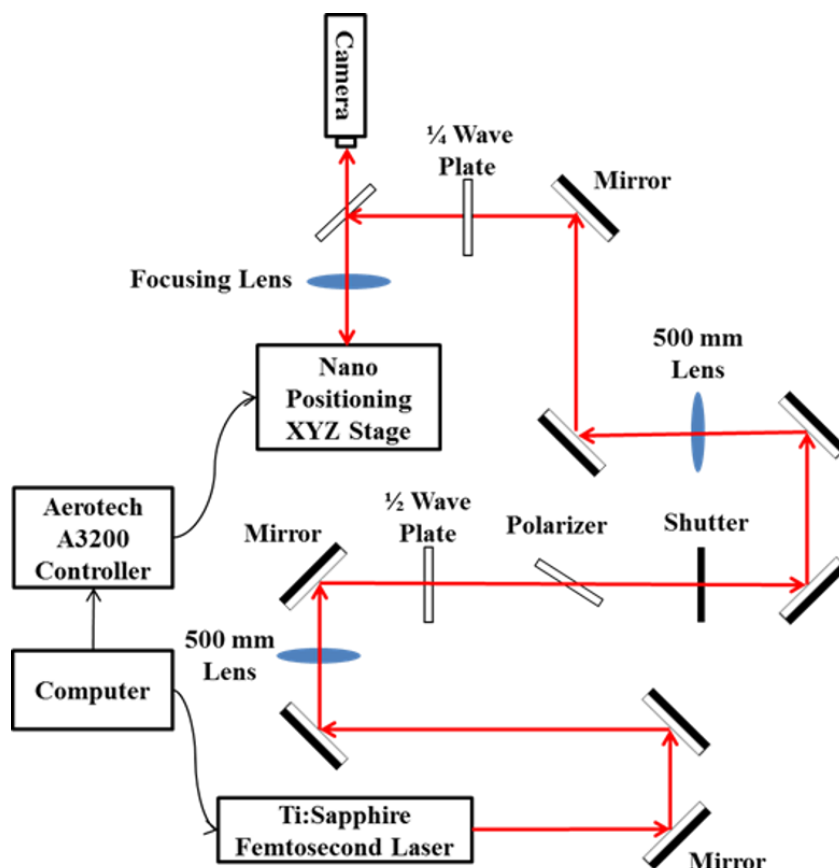 Camera
¼ Wave
Plate
Mirror
Focusing Lens
500 mm
Lens
Nano
Positioning
XYZ Stage
Aerotech
A3200
Controller
Mirror
½ Wave
Plate
Polarizer
Shutter
500 mm
Lens
Computer
Ti:Sapphire
Femtosecond Laser
Mirror